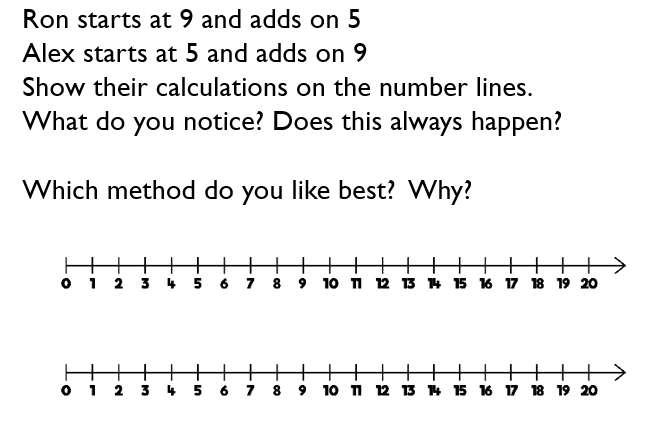 Ron starts at 9 and adds on 5
Alex starts at 5 and adds on 9
Show their calculations on the number lines.
What do you notice? Does this always happen?
Which method do you like best?  Why?
0 1 2 3 4 5 6 7 8 9 10 11 12 13 14 15 16 17 18 19 20
0 1 2 3 4 5 6 7 8 9 10 11 12 13 14 15 16 17 18 19 20